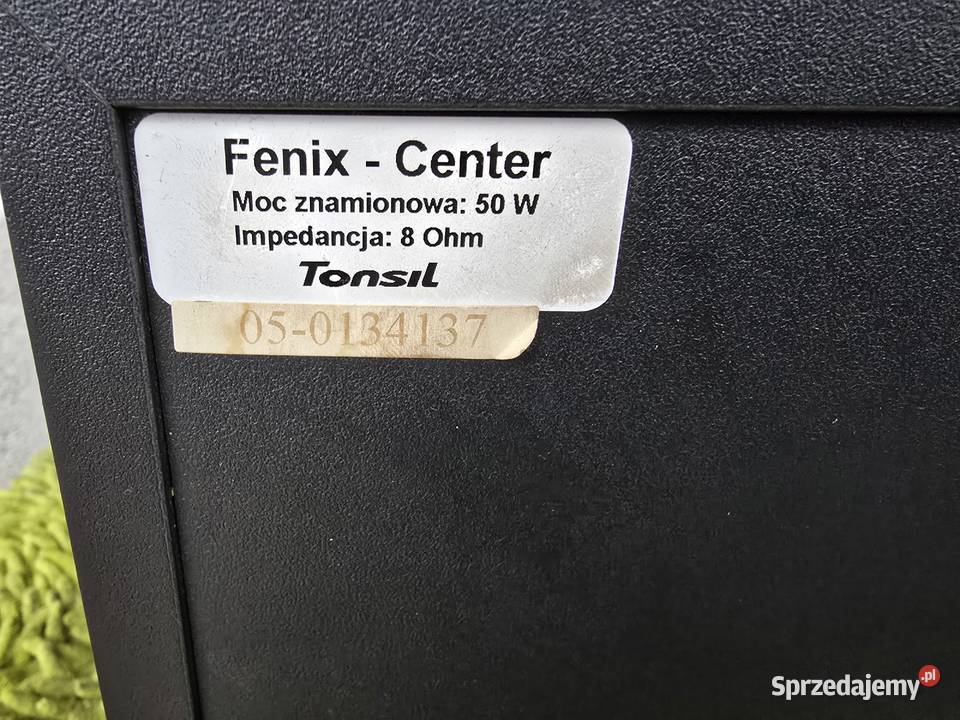 Fenix - Center
Moc znamionowa: 50 W
Impedancja: 8 Ohm
Tonsil
05-0134137
Sprzedajemy.pl